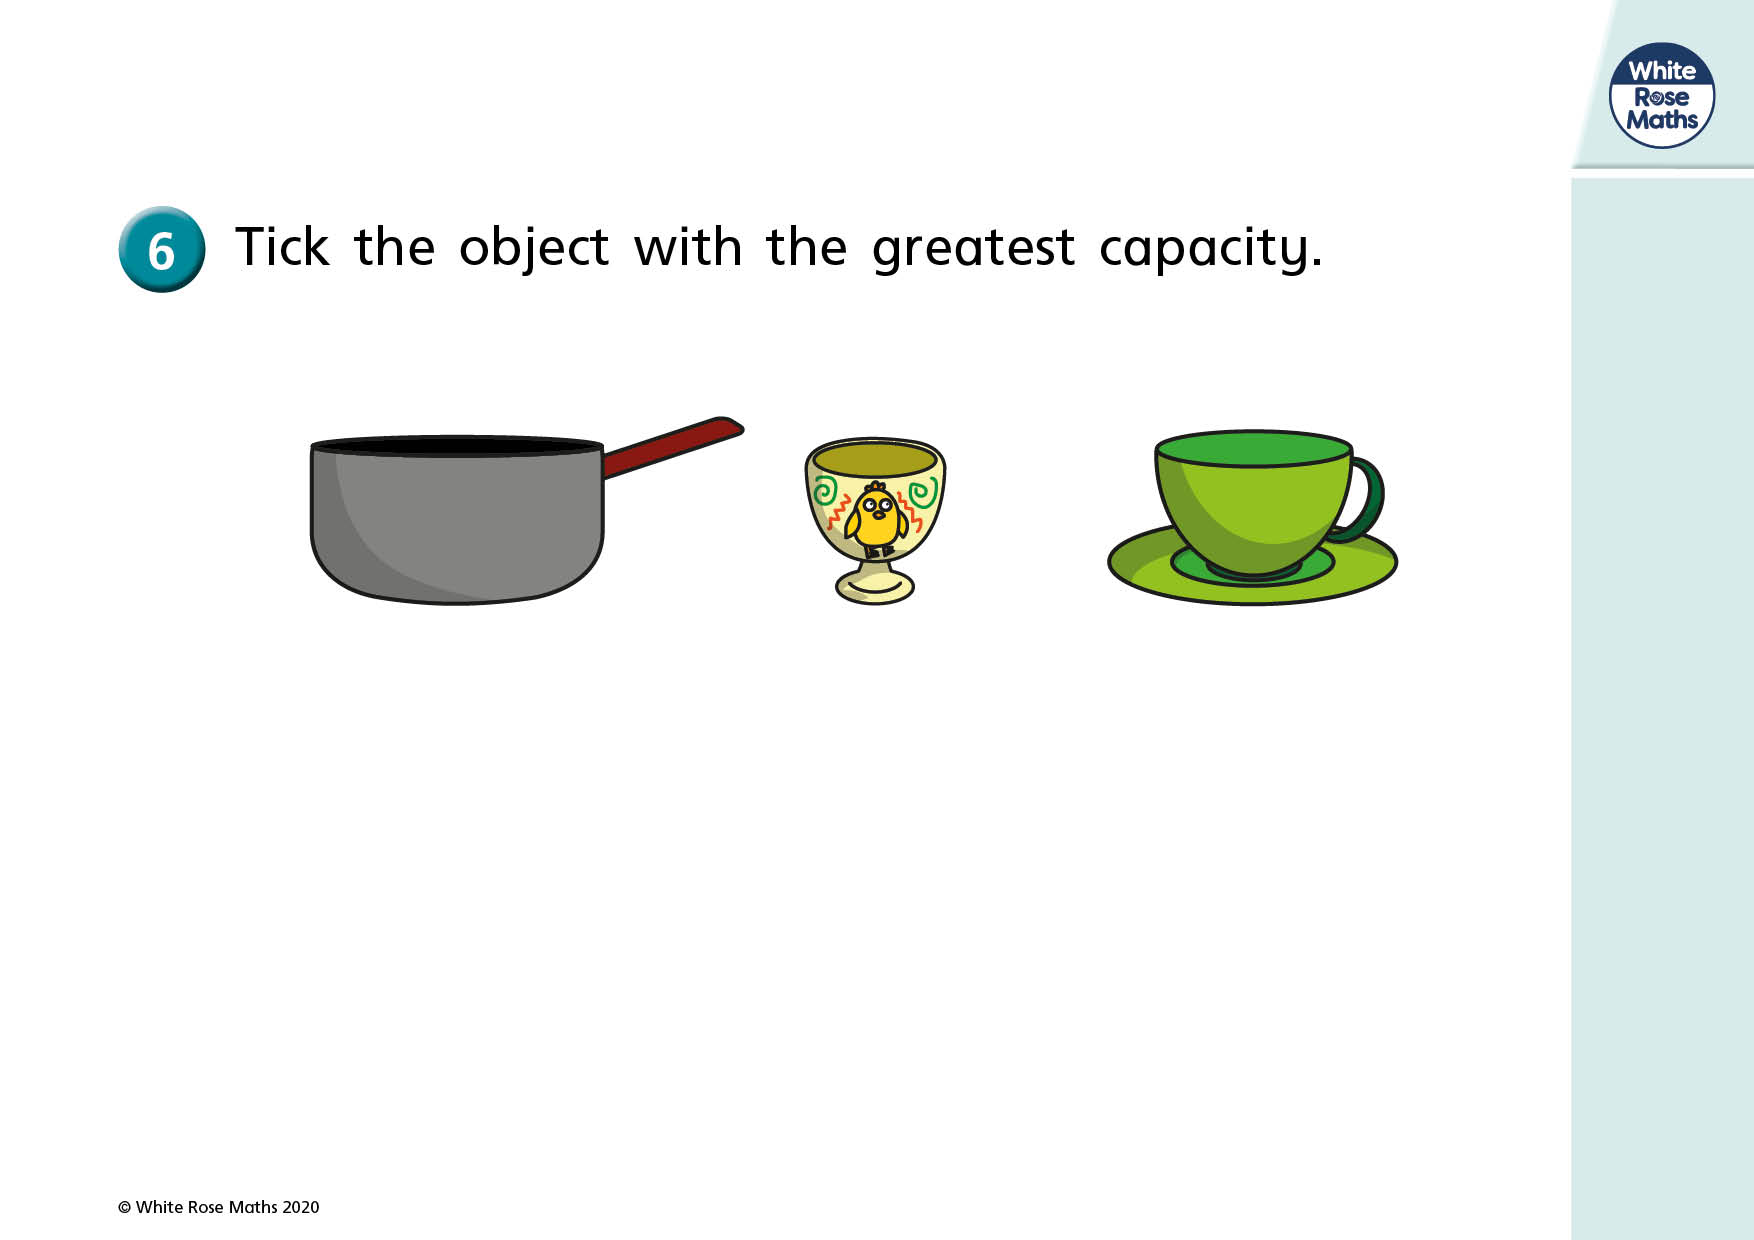 White
Rose
Maths
6 Tick the object with the greatest capacity.
© White Rose Maths 2020